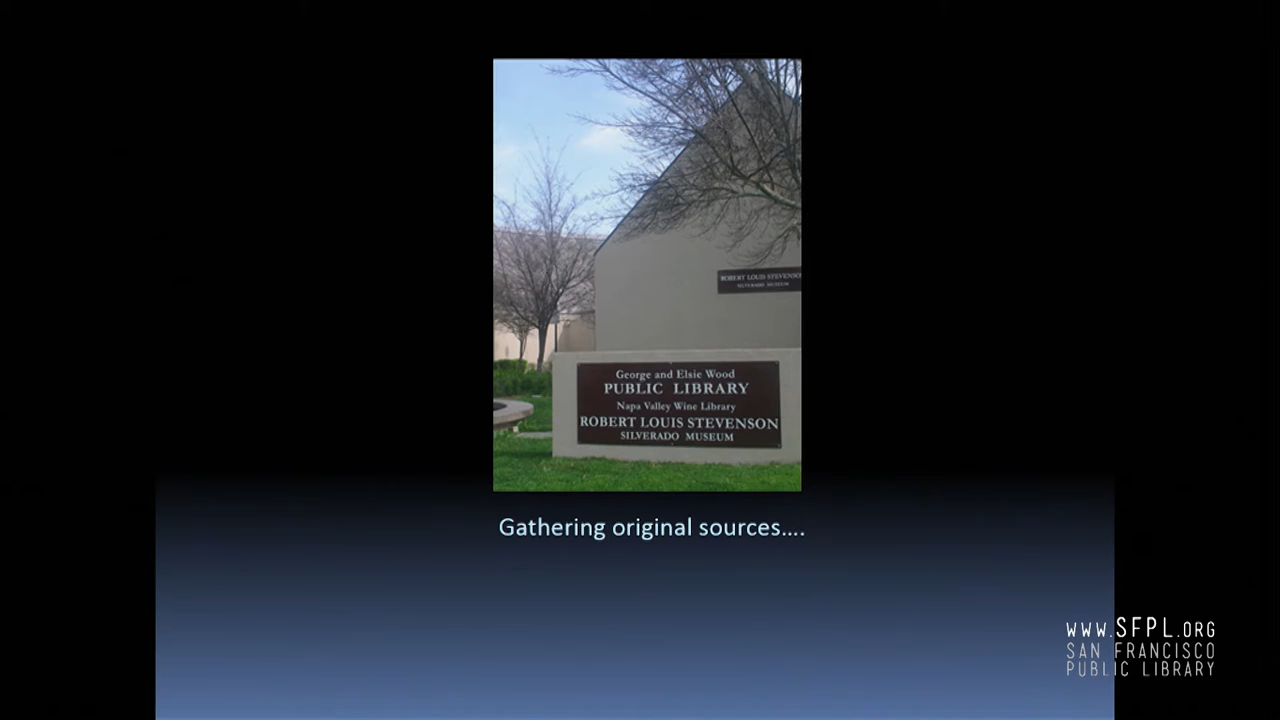 ROBERT LOUIS STEVENSON
SILVERADO MUSEUM
George and Elsie Wood
PUBLIC LIBRARY
Napa Valley Wine Library
ROBERT LOUIS STEVENSON
SILVERADO MUSEUM
Gathering original sources....
WWW.SFPL.ORG
SAN FRANCISCO
PUBLIC LIBRARY